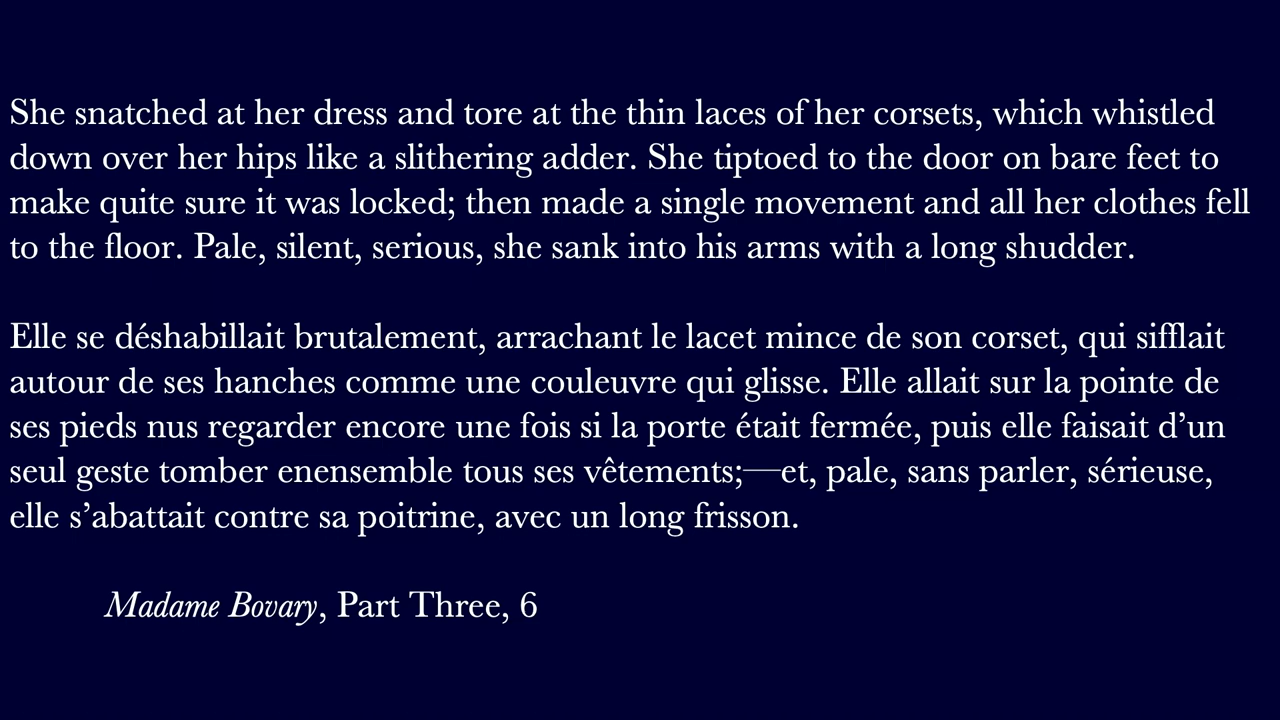 She snatched at her dress and tore at the thin laces of her corsets, which whistled
down over her hips like a slithering adder. She tiptoed to the door on bare feet to
make quite sure it was locked; then made a single movement and all her clothes fell
to the floor. Pale, silent, serious, she sank into his arms with a long shudder.
Elle se déshabillait brutalement, arrachant le lacet mince de son corset, qui sifflait
autour de ses hanches comme une couleuvre qui glisse. Elle allait sur la pointe de
ses pieds nus regarder encore une fois si la porte était fermée, puis elle faisait d’un
seul geste tomber enensemble tous ses vêtements;—et, pale, sans parler, sérieuse,
elle s’abattait contre sa poitrine, avec un long frisson.
Madame Bovary, Part Three, 6